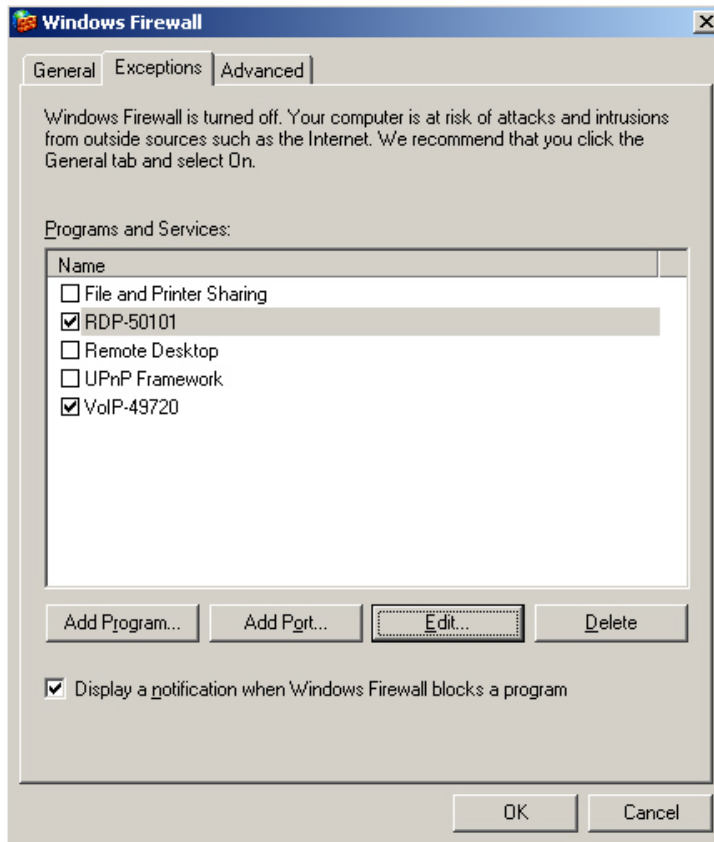 Windows Firewall
General Exceptions Advanced
Windows Firewall is turned off. Your computer is at risk of attacks and intrusions
from outside sources such as the Internet. We recommend that you click the
General tab and select On.
Programs and Services:
Name
File and Printer Sharing
RDP-50101
Remote Desktop
UPnP Framework
VoIP-49720
Add Program... Add Port... Edit... Delete
Display a notification when Windows Firewall blocks a program
OK Cancel